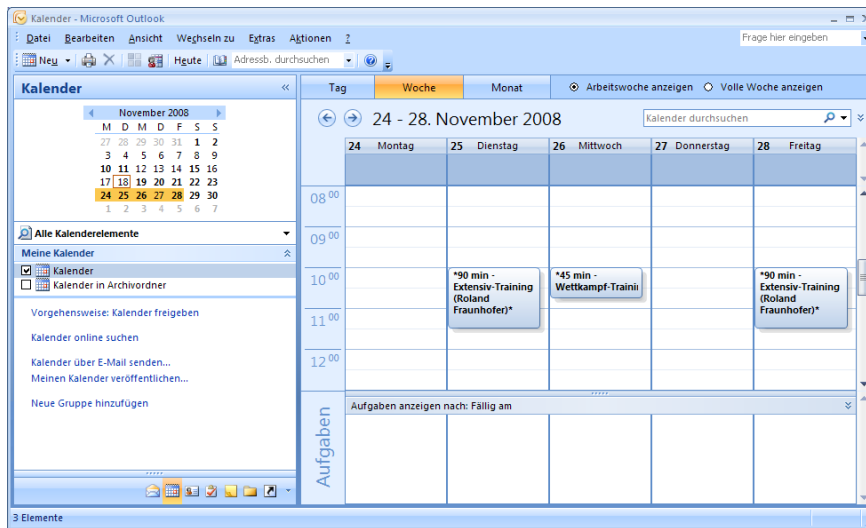 Kalender - Microsoft Outlook
Datei Bearbeiten Ansicht Wechseln zu Extras Aktionen ?
Frage hier eingeben
Neu Heute Adressb. durchsuchen
Kalender «
November 2008
M D M D F S S
27 28 29 30 31 1 2
3 4 5 6 7 8 9
10 11 12 13 14 15 16
17 18 19 20 21 22 23
24 25 26 27 28 29 30
1 2 3 4 5 6 7
Alle Kalenderelemente
Meine Kalender
Kalender
Kalender in Archivordner
Vorgehensweise: Kalender freigeben
Kalender online suchen
Kalender über E-Mail senden...
Meinen Kalender veröffentlichen...
Neue Gruppe hinzufügen
Tag Woche Monat Arbeitswoche anzeigen Volle Woche anzeigen
24 - 28. November 2008
Kalender durchsuchen
24 Montag 25 Dienstag 26 Mittwoch 27 Donnerstag 28 Freitag
08 00
09 00
10 00
11 00
12 00
*90 min -
Extensiv-Training
(Roland
Fraunhofer)*
*45 min -
Wettkampf-Traini
*90 min -
Extensiv-Training
(Roland
Fraunhofer)*
Aufgaben
Aufgaben anzeigen nach: Fällig am
3 Elemente